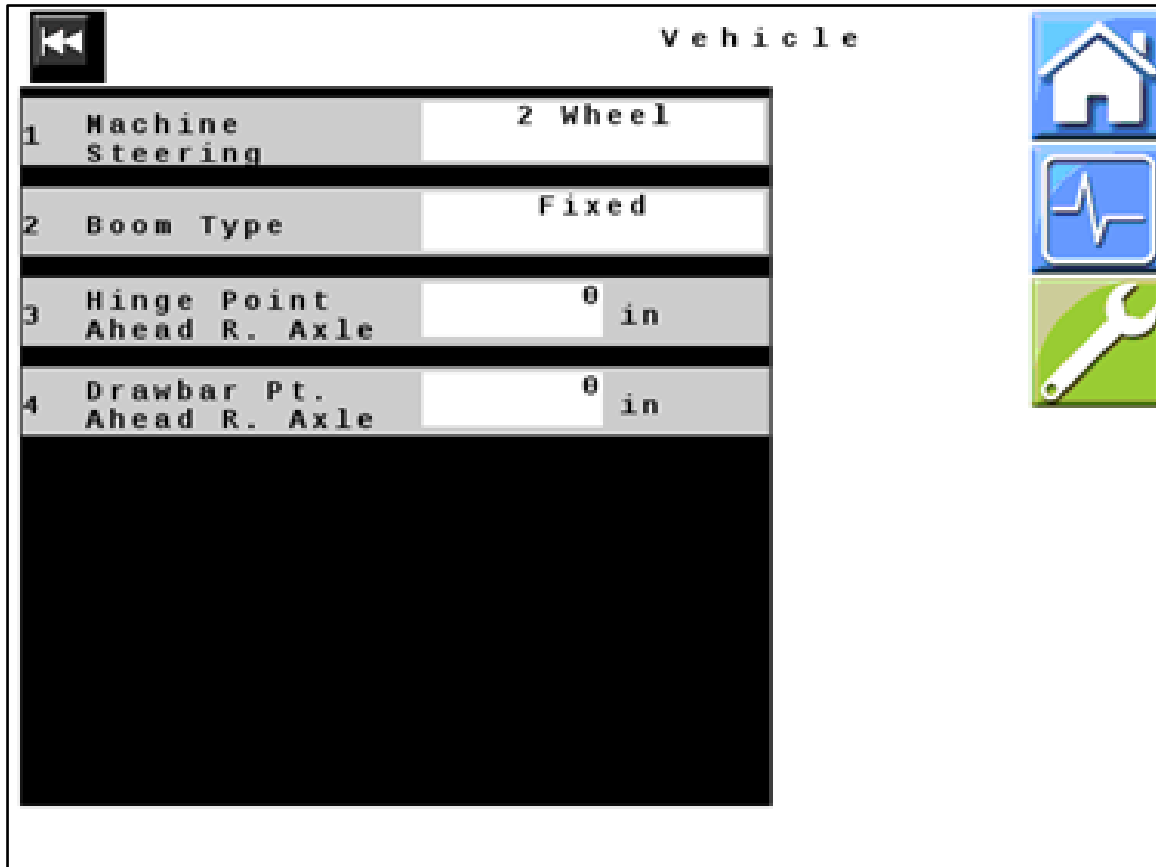 Vehicle
1 Machine Steering 2 Wheel
2 Boom Type Fixed
3 Hinge Point Ahead R. Axle 0 in
4 Drawbar Pt. Ahead R. Axle 0 in